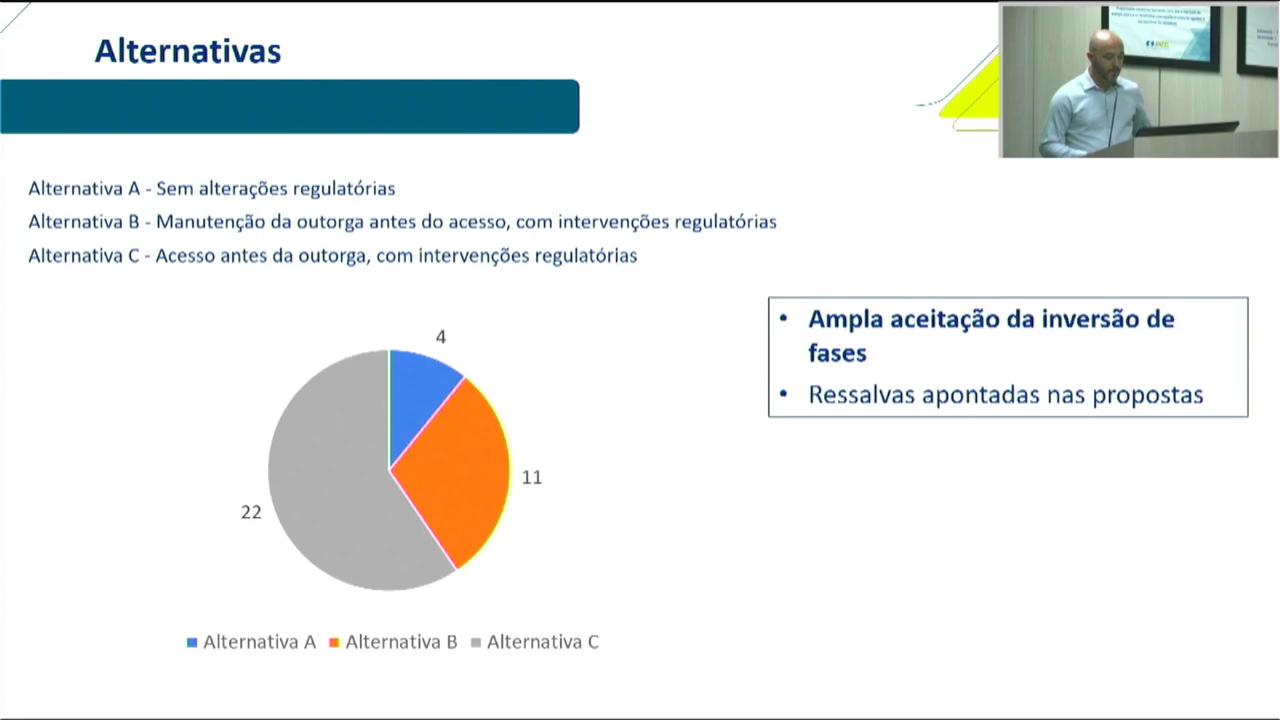 Alternativas
Alternativa A - Sem alterações regulatórias
Alternativa B - Manutenção da outorga antes do acesso, com intervenções regulatórias
Alternativa C - Acesso antes da outorga, com intervenções regulatórias
• Ampla aceitação da inversão de
fases
• Ressalvas apontadas nas propostas
4
11
22
Alternativa A Alternativa B Alternativa C